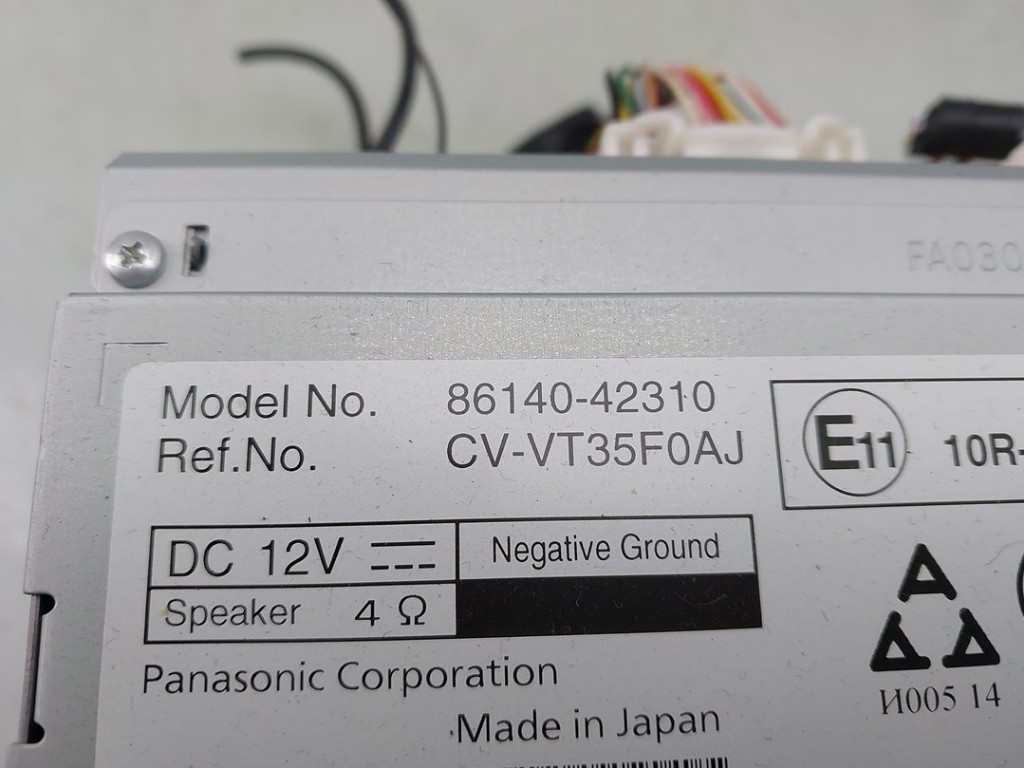 FA030
Model No. 86140-42310
Ref.No. CV-VT35F0AJ
E11 10R-
DC 12V Negative Ground
Speaker 4 Ω
Panasonic Corporation
Made in Japan
И005 14